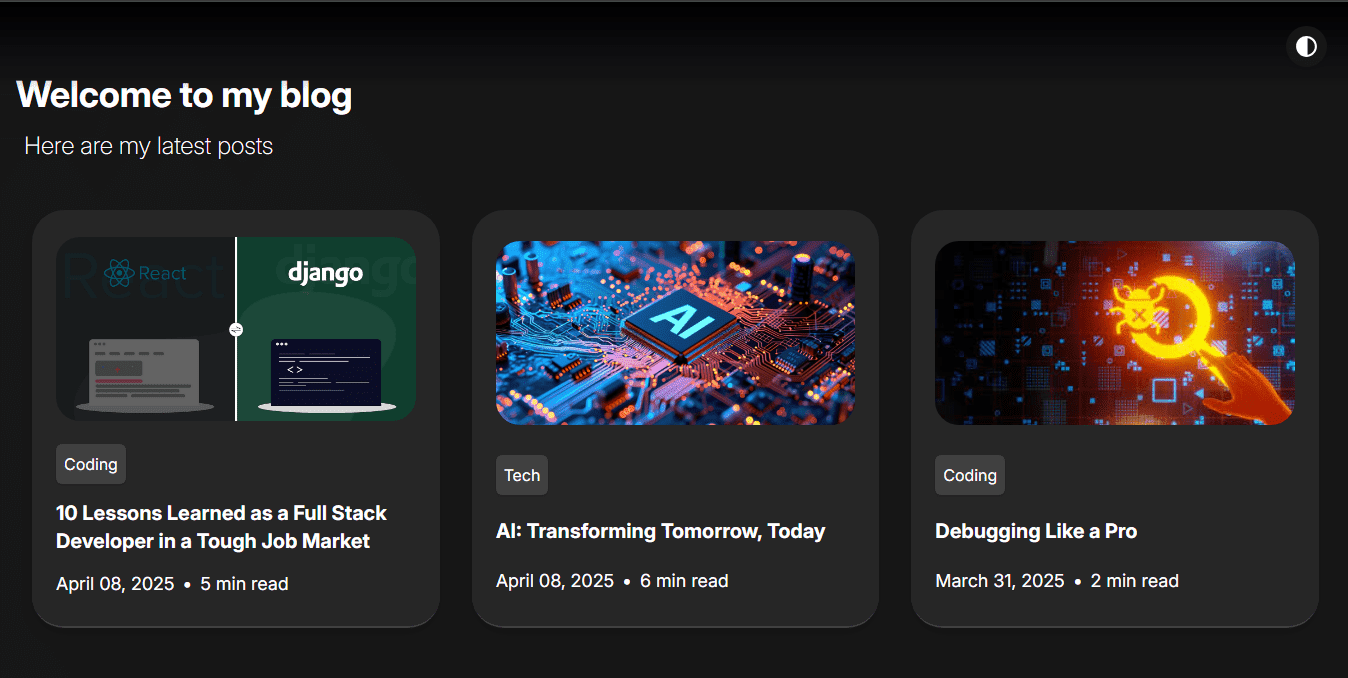 Welcome to my blog
Here are my latest posts
React
React
django
django
< >
Coding
10 Lessons Learned as a Full Stack
Developer in a Tough Job Market
April 08, 2025 • 5 min read
AI
Tech
AI: Transforming Tomorrow, Today
April 08, 2025 • 6 min read
Coding
Debugging Like a Pro
March 31, 2025 • 2 min read